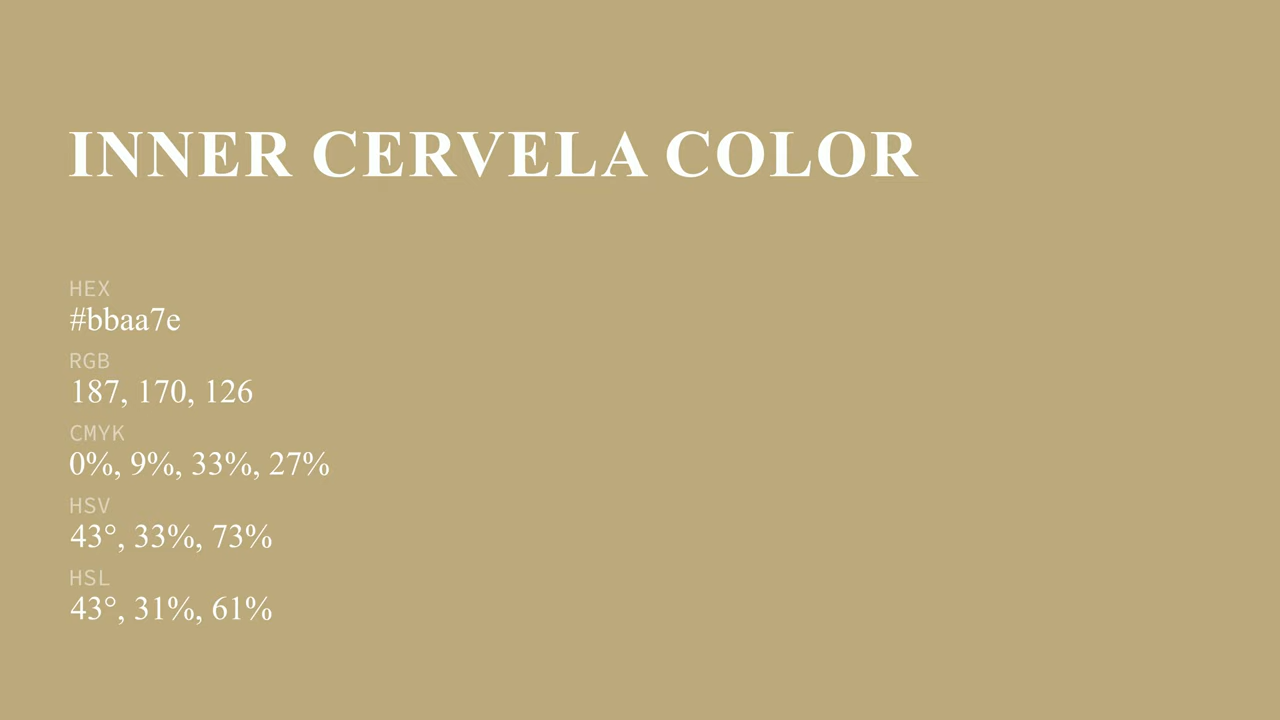 INNER CERVELA COLOR
HEX
#bbaa7e
RGB
187, 170, 126
CMYK
0%, 9%, 33%, 27%
HSV
43°, 33%, 73%
HSL
43°, 31%, 61%